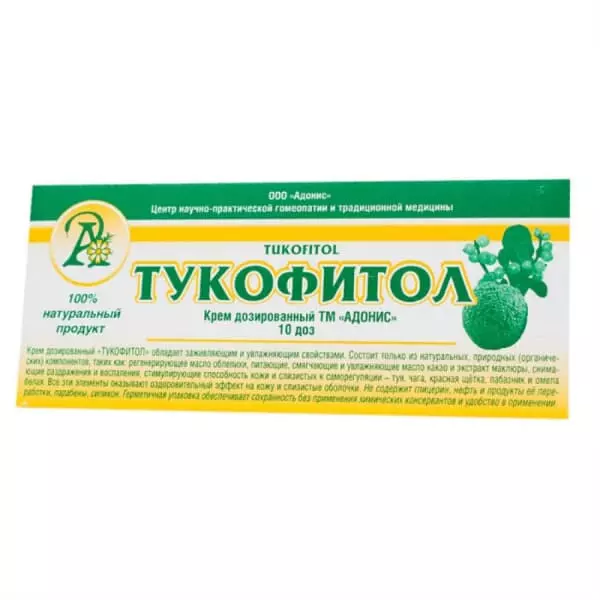 ООО «Адонис»
Центр научно-практической гомеопатии и традиционной медицины
А
TUKOFITOL
ТУКОФИТОЛ
Крем дозированный ТМ «АДОНИС»
10 доз
100%
натуральный
продукт
Крем дозированный «ТУКОФИТОЛ» обладает заживляющим и увлажняющим свойствами. Состоит только из натуральных, природных (органичес-
ких) компонентов, таких как: регенерирующее масло облепихи, питающие, смягчающие и увлажняющие масло какао и экстракт маклюры, снима-
ющие раздражения и воспаления, стимулирующие способность кожи и слизистых к саморегуляции – туя, чага, красная щётка, лабазник и омела
белая. Все эти элементы оказывают оздоровительный эффект на кожу и слизистые оболочки. Не содержит глицерин, нефть и продукты её пере-
работки, парабены, силикон. Герметичная упаковка обеспечивает сохранность без применения химических консервантов и удобство в применении